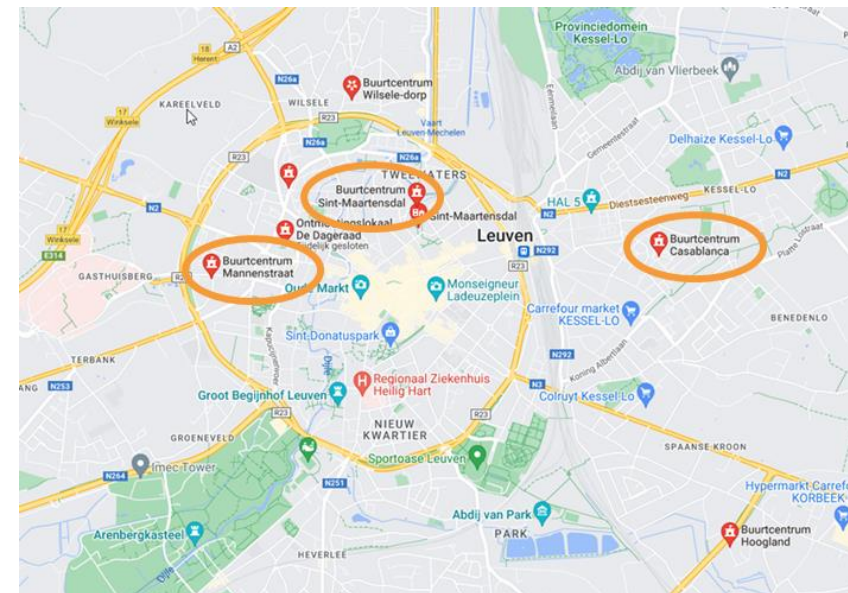 Provinciedomein
Kessel-Lo
18
Herent
A2
Abdij van Vlierbeek
N26a
Buurtcentrum
Wilsele-dorp
KAREELVELD
WILSELE
Eénmeilaan
17
Winksele
R23
Vaart
Leuven-Mechelen
Gemeentestraat
Delhaize Kessel-Lo
N26a
R23
N26a
TWEEWATERS
N2
KESSEL-LO
Buurtcentrum
Sint-Maartensdal
HAL 5
Diestsesteenweg
N2
Sint-Maartensdal
N2
17
Winksele
Ontmoetingslokaal
De Dageraad
Tijdelijk gesloten
Leuven
N292
Buurtcentrum
Casablanca
Platte Lostraat
E314
Buurtcentrum
Mannenstraat
R23
GASTHUISBERG
Oude Markt
Monseigneur
Ladeuzeplein
Carrefour market
KESSEL-LO
BENEDENLO
Kapucijnenvoer
Sint-Donatuspark
Dijle
N292
Koning Albertlaan
TERBANK
Regionaal Ziekenhuis
Heilig Hart
N253
N3
Groot Begijnhof Leuven
Colruyt Kessel-Lo
R23
R23
NIEUW
KWARTIER
GROENEVELD
SPAANSE KROON
Imec Tower
Sportoase Leuven
N264
N251
Hypermarkt Carref
KORBEEK
Abdij van Park
Arenbergkasteel
PARK
Buurtcentrum
Hoogland
HEVERLEE
Dijle